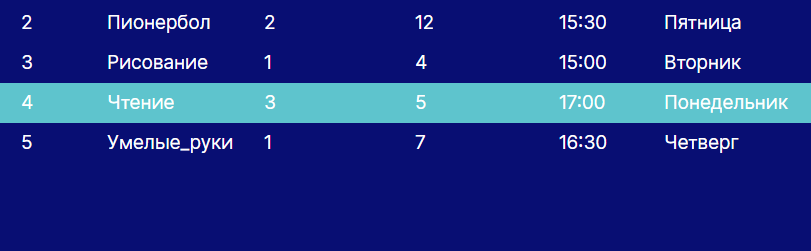 2 Пионербол 2 12 15:30 Пятница
3 Рисование 1 4 15:00 Вторник
4 Чтение 3 5 17:00 Понедельник
5 Умелые_руки 1 7 16:30 Четверг